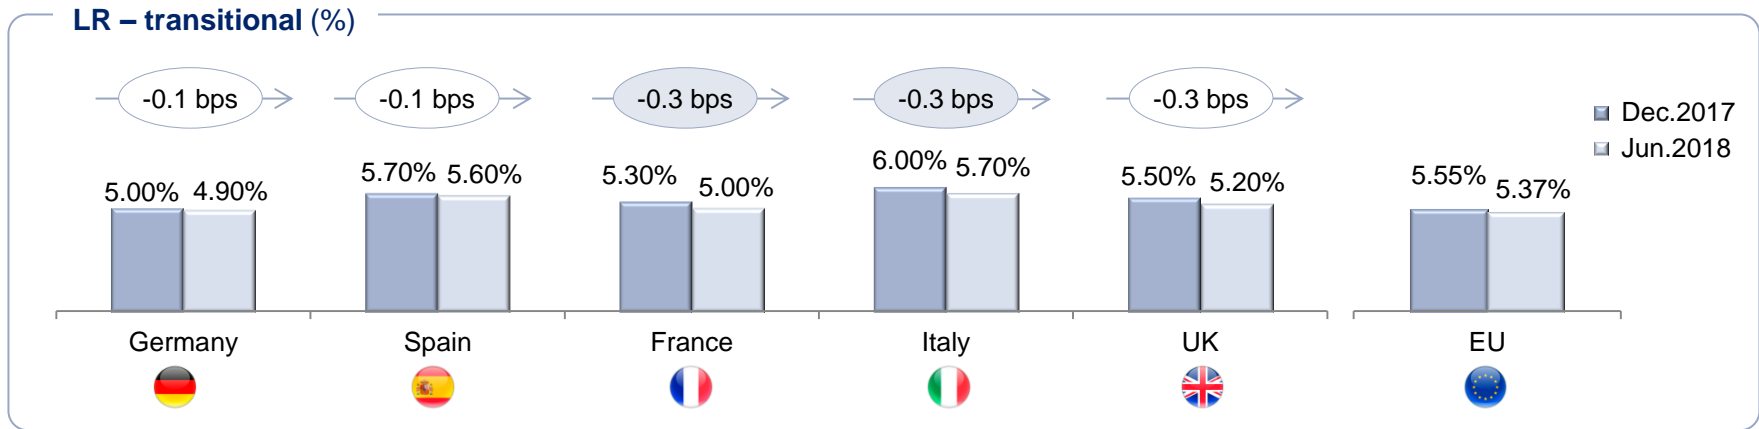 LR – transitional (%)
-0.1 bps -0.1 bps -0.3 bps -0.3 bps -0.3 bps
Dec.2017
Jun.2018
5.00% 4.90% 5.70% 5.60% 5.30% 5.00% 6.00% 5.70% 5.50% 5.20% 5.55% 5.37%
Germany Spain France Italy UK EU